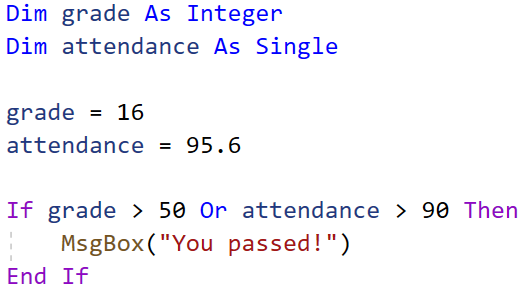 Dim grade As Integer
Dim attendance As Single
grade = 16
attendance = 95.6
If grade > 50 Or attendance > 90 Then
    MsgBox("You passed!")
End If